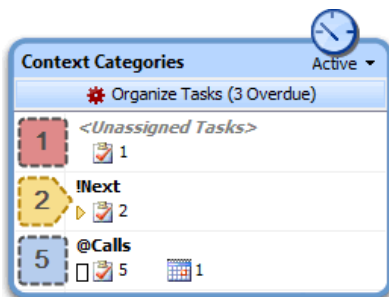 Context Categories
Active
Organize Tasks (3 Overdue)
1
<Unassigned Tasks>
1
2
!Next
2
5
@Calls
5 1